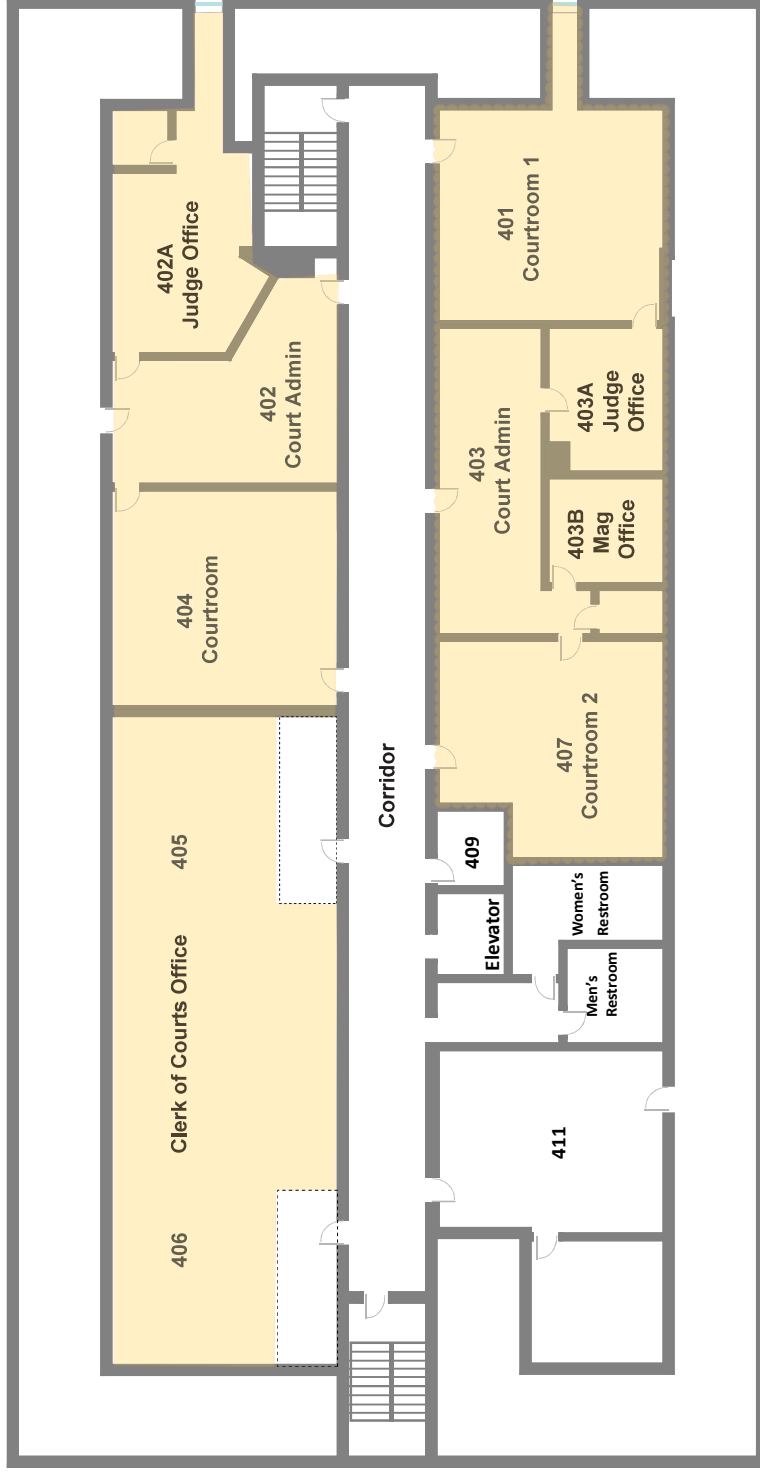 402A
Judge Office
401
Courtroom 1
402
Court Admin
403A
Judge
Office
403
Court Admin
403B
Mag
Office
404
Courtroom
407
Courtroom 2
Corridor
405
409
Clerk of Courts Office
Elevator
Women's
Restroom
Men's
Restroom
411
406